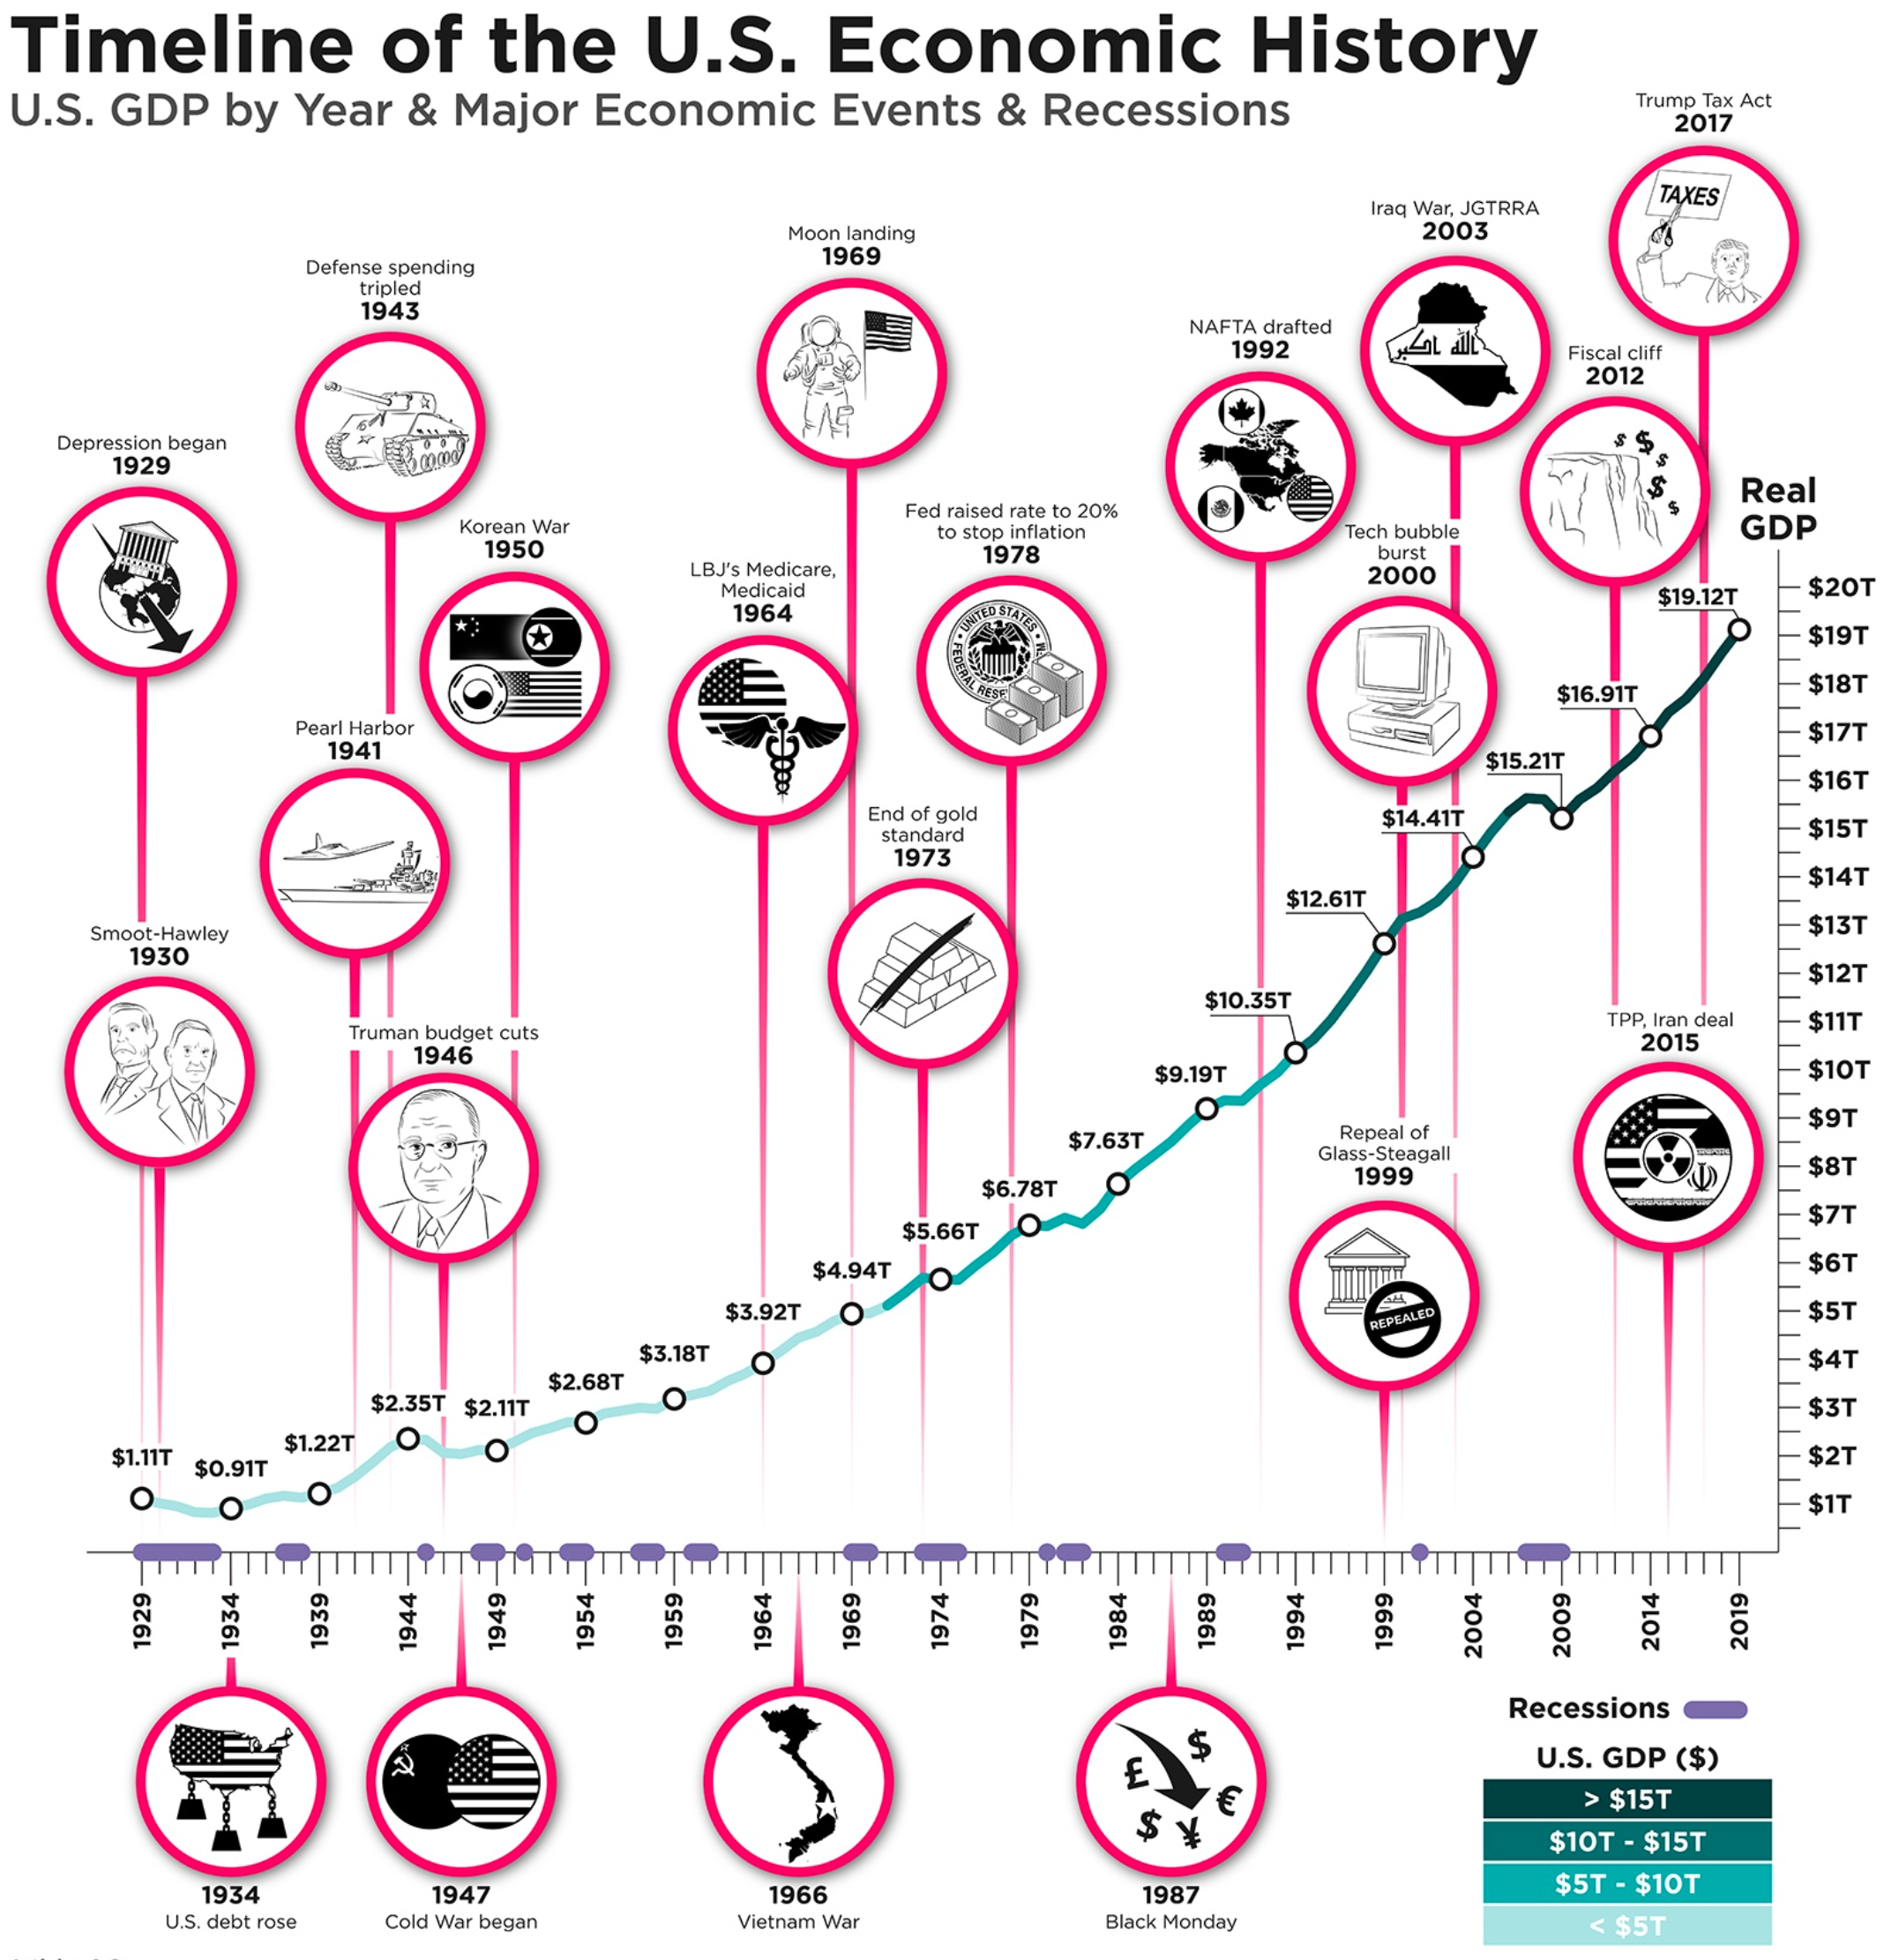 Timeline of the U.S. Economic History
U.S. GDP by Year & Major Economic Events & Recessions
Trump Tax Act
2017
TAXES
Iraq War, JGTRRA
2003
الله اكبر
Moon landing
1969
Defense spending
tripled
1943
NAFTA drafted
1992
Fiscal cliff
2012
$ $ $ $ $
Depression began
1929
Korean War
1950
Fed raised rate to 20%
to stop inflation
1978
UNITED STATES
FEDERAL RESE
Tech bubble
burst
2000
LBJ's Medicare,
Medicaid
1964
Real
GDP
Pearl Harbor
1941
End of gold
standard
1973
Smoot-Hawley
1930
Truman budget cuts
1946
TPP, Iran deal
2015
Repeal of
Glass-Steagall
1999
REPEALED
$1.11T
$0.91T
$1.22T
$2.35T
$2.11T
$2.68T
$3.18T
$3.92T
$4.94T
$5.66T
$6.78T
$7.63T
$9.19T
$10.35T
$12.61T
$14.41T
$15.21T
$16.91T
$19.12T
$20T
$19T
$18T
$17T
$16T
$15T
$14T
$13T
$12T
$11T
$10T
$9T
$8T
$7T
$6T
$5T
$4T
$3T
$2T
$1T
1929
1934
1939
1944
1949
1954
1959
1964
1969
1974
1979
1984
1989
1994
1999
2004
2009
2014
2019
1934
U.S. debt rose
1947
Cold War began
1966
Vietnam War
£ $ € $ ¥
1987
Black Monday
Recessions
U.S. GDP ($)
> $15T
$10T - $15T
$5T - $10T
< $5T